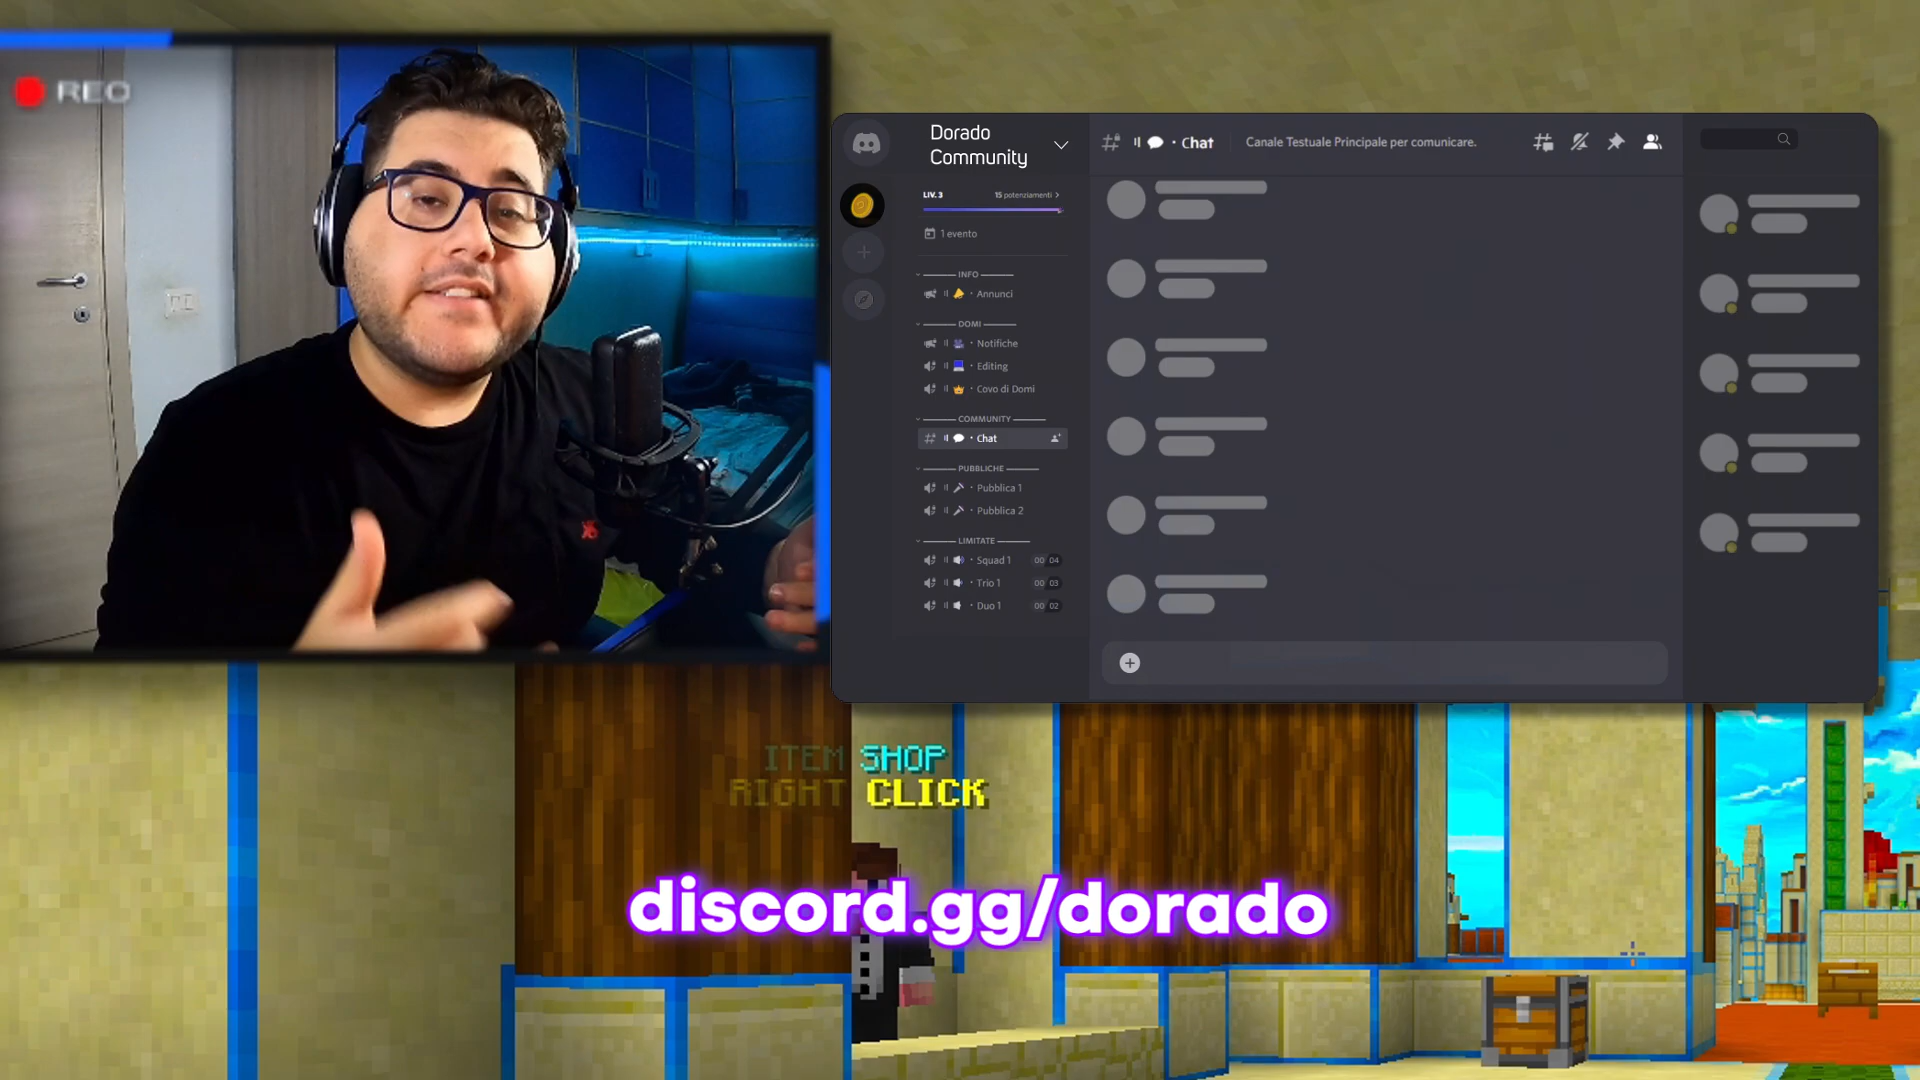 REC
Dorado
Community
LIV. 3
15 potenziamenti
1 evento
INFO
Annunci
DOMI
Notifiche
Editing
Covo di Domi
COMMUNITY
Chat
PUBBLICHE
Pubblica 1
Pubblica 2
LIMITATE
Squad 1 00 04
Trio 1 00 03
Duo 1 00 02
Chat
Canale Testuale Principale per comunicare.
ITEM SHOP
RIGHT CLICK
discord.gg/dorado